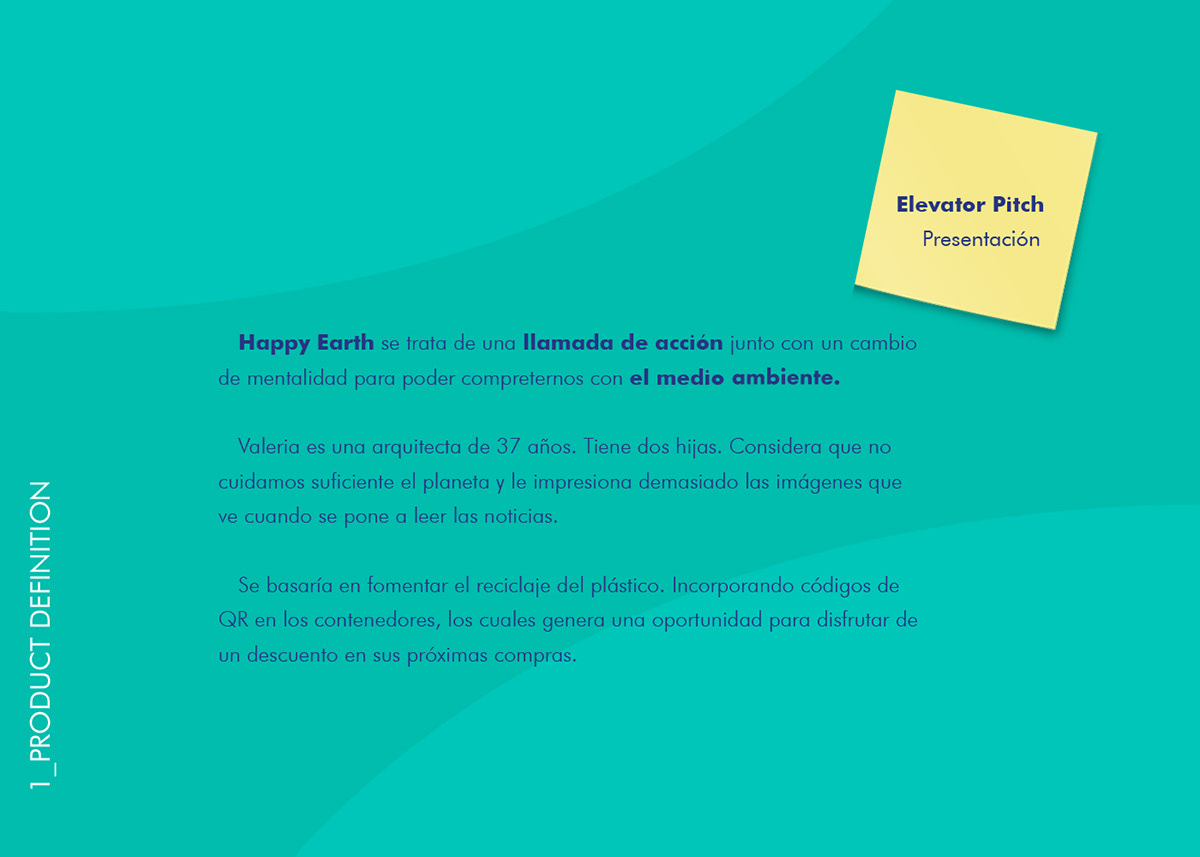 Elevator Pitch
Presentación
Happy Earth se trata de una llamada de acción junto con un cambio
de mentalidad para poder compreternos con el medio ambiente.
Valeria es una arquitecta de 37 años. Tiene dos hijas. Considera que no
cuidamos suficiente el planeta y le impresiona demasiado las imágenes que
ve cuando se pone a leer las noticias.
Se basaría en fomentar el reciclaje del plástico. Incorporando códigos de
QR en los contenedores, los cuales genera una oportunidad para disfrutar de
un descuento en sus próximas compras.
1_PRODUCT DEFINITION